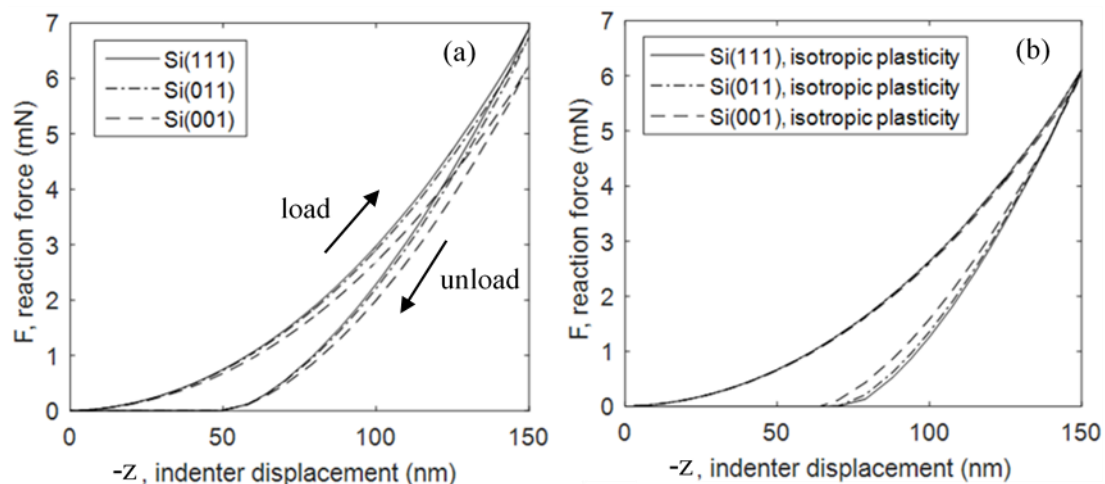 7
6
5
4
3
2
1
0
F, reaction force (mN)
Si(111)
Si(011)
Si(001)
(a)
load
unload
0
50
100
150
-z, indenter displacement (nm)
7
6
5
4
3
2
1
0
F, reaction force (mN)
Si(111), isotropic plasticity
Si(011), isotropic plasticity
Si(001), isotropic plasticity
(b)
0
50
100
150
-z, indenter displacement (nm)